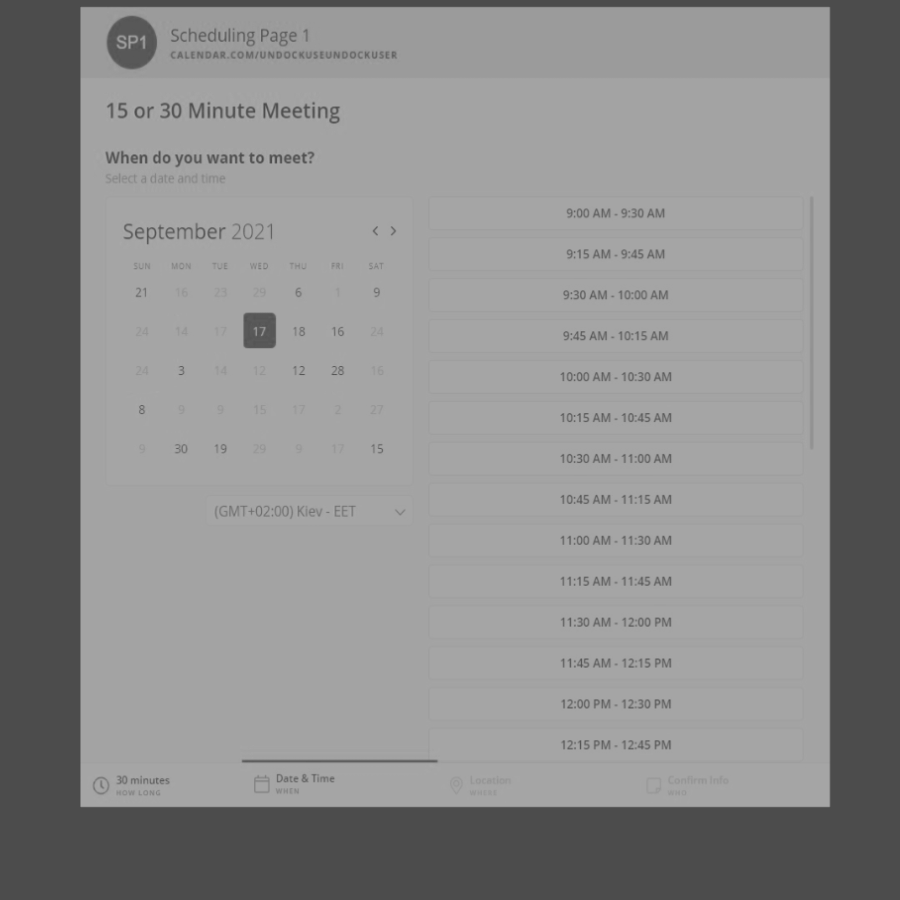 SP1
Scheduling Page 1
CALENDAR.COM/UNDOCKUSEUNDOCKUSER
15 or 30 Minute Meeting
When do you want to meet?
Select a date and time
September 2021
SUN MON TUE WED THU FRI SAT
21 16 23 29 6 1 9
24 14 17 17 18 16 24
24 3 14 12 12 28 16
8 9 9 15 17 2 27
9 30 19 29 9 17 15
(GMT+02:00) Kiev - EET
9:00 AM - 9:30 AM
9:15 AM - 9:45 AM
9:30 AM - 10:00 AM
9:45 AM - 10:15 AM
10:00 AM - 10:30 AM
10:15 AM - 10:45 AM
10:30 AM - 11:00 AM
10:45 AM - 11:15 AM
11:00 AM - 11:30 AM
11:15 AM - 11:45 AM
11:30 AM - 12:00 PM
11:45 AM - 12:15 PM
12:00 PM - 12:30 PM
12:15 PM - 12:45 PM
30 minutes
HOW LONG
Date & Time
WHEN
Location
WHERE
Confirm Info
WHO